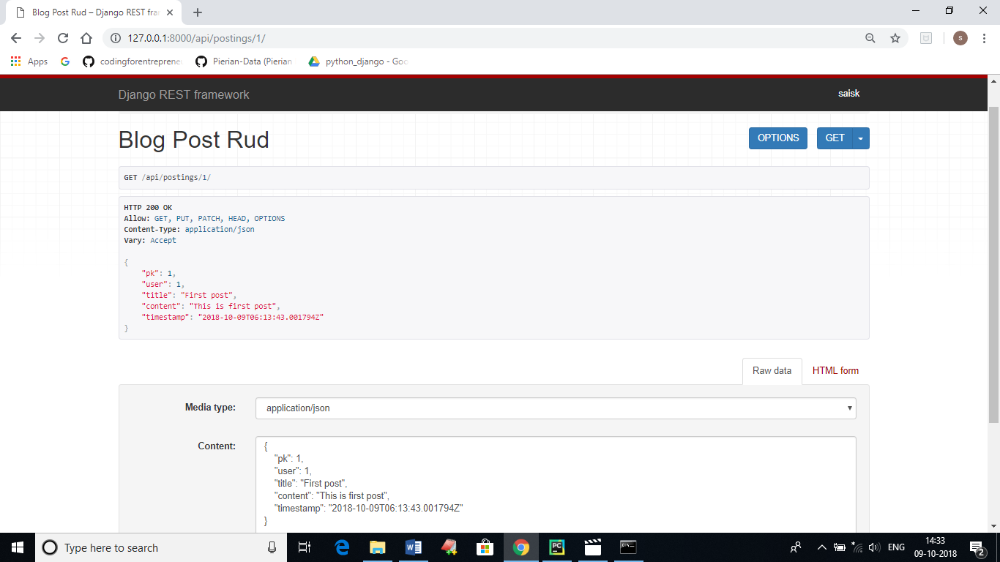 Blog Post Rud – Django REST fra
127.0.0.1:8000/api/postings/1/
s
Apps
codingforentreprene
Pierian-Data (Pierian
python_django - Goo
Django REST framework
saisk
Blog Post Rud
OPTIONS
GET
GET /api/postings/1/
HTTP 200 OK
Allow: GET, PUT, PATCH, HEAD, OPTIONS
Content-Type: application/json
Vary: Accept
{
"pk": 1,
"user": 1,
"title": "First post",
"content": "This is first post",
"timestamp": "2018-10-09T06:13:43.001794Z"
}
Raw data
HTML form
Media type:
application/json
Content:
{
"pk": 1,
"user": 1,
"title": "First post",
"content": "This is first post",
"timestamp": "2018-10-09T06:13:43.001794Z"
}
Type here to search
PC
ENG
14:33
09-10-2018
2